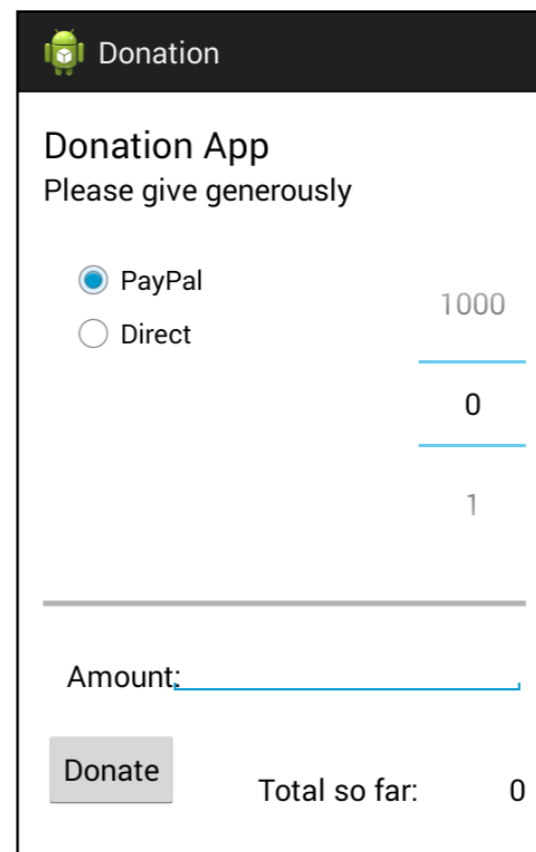 Donation
Donation App
Please give generously
PayPal
Direct
1000
0
1
Amount:
Donate
Total so far: 0